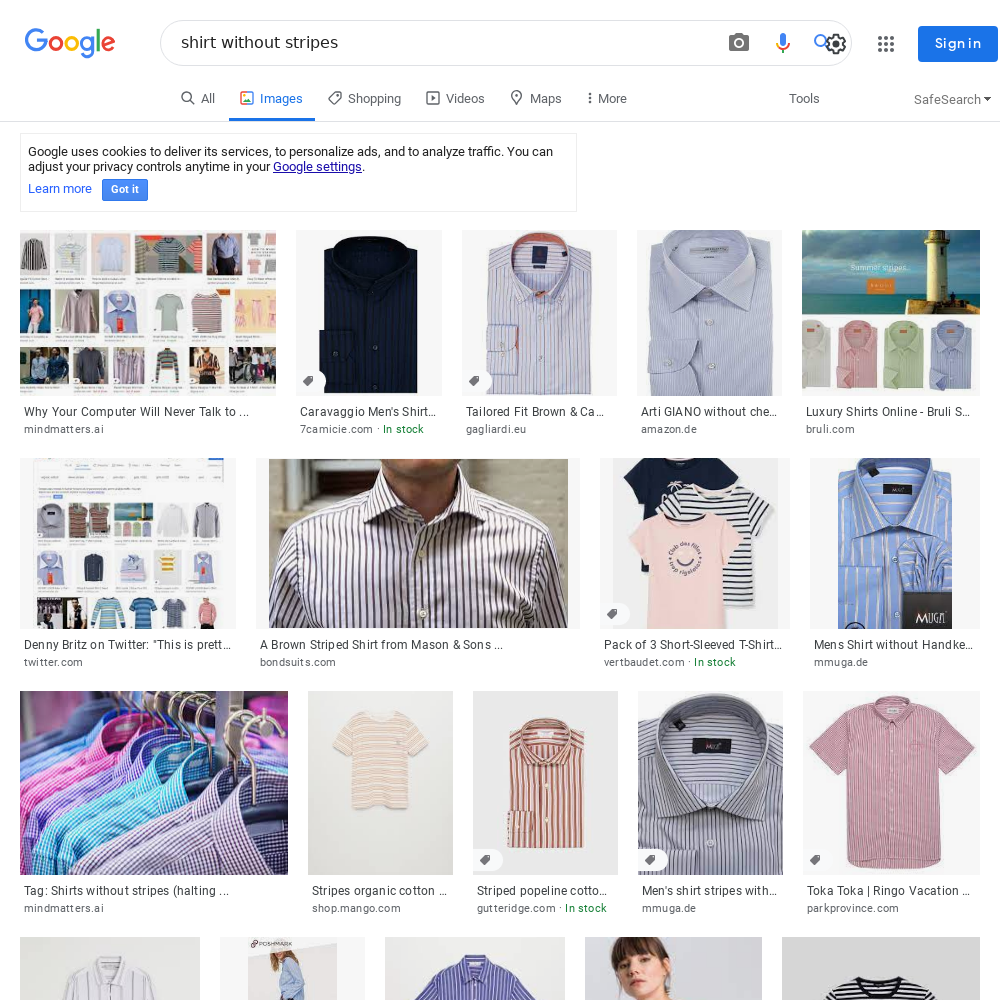 Google
shirt without stripes
Sign in
All
Images
Shopping
Videos
Maps
More
Tools
SafeSearch
Google uses cookies to deliver its services, to personalize ads, and to analyze traffic. You can
adjust your privacy controls anytime in your Google settings.
Learn more
Got it
Summer stripes
Why Your Computer Will Never Talk to ...
mindmatters.ai
Caravaggio Men's Shirt...
7camicie.com · In stock
Tailored Fit Brown & Ca...
gagliardi.eu
Arti GIANO without che...
amazon.de
Luxury Shirts Online - Bruli S...
bruli.com
Club des filles
MUGA
Denny Britz on Twitter: "This is prett...
twitter.com
A Brown Striped Shirt from Mason & Sons ...
bondsuits.com
Pack of 3 Short-Sleeved T-Shirt...
vertbaudet.com · In stock
Mens Shirt without Handke...
mmuga.de
Tag: Shirts without stripes (halting ...
mindmatters.ai
Stripes organic cotton ...
shop.mango.com
Striped popeline cotto...
gutteridge.com · In stock
Men's shirt stripes with...
mmuga.de
Toka Toka | Ringo Vacation ...
parkprovince.com
POSHMARK